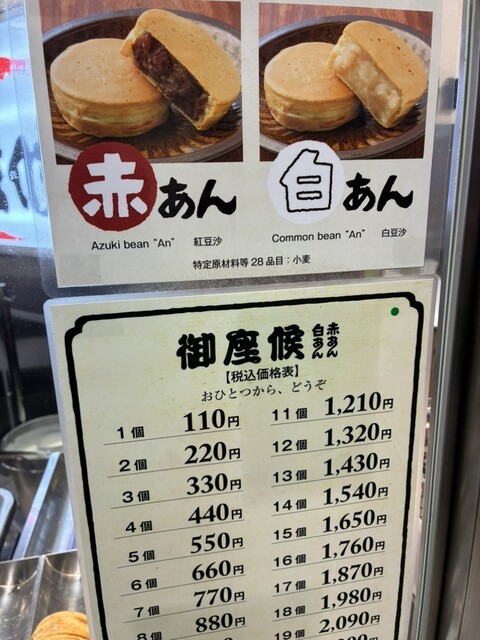 赤あん
Azuki bean "An" 紅豆沙
白あん
Common bean "An" 白豆沙
特定原材料等28品目：小麦
御座候 赤あん 白あん
【税込価格表】
おひとつから、どうぞ
1個 110円
2個 220円
3個 330円
4個 440円
5個 550円
6個 660円
7個 770円
8個 880円
11個 1,210円
12個 1,320円
13個 1,430円
14個 1,540円
15個 1,650円
16個 1,760円
17個 1,870円
18個 1,980円
19個 2,090円